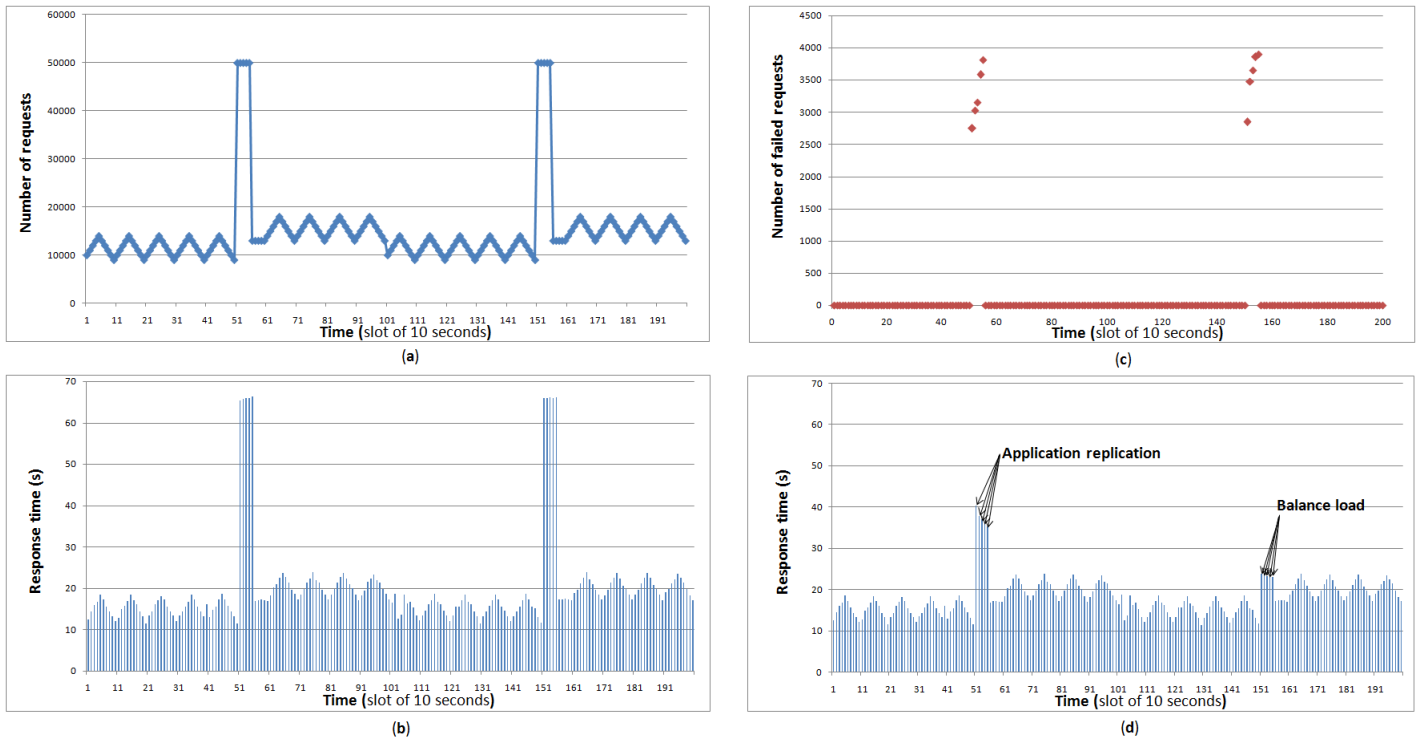 60000
50000
40000
30000
20000
10000
0
Number of requests
1 11 21 31 41 51 61 71 81 91 101 111 121 131 141 151 161 171 181 191
Time (slot of 10 seconds)
(a)
4500
4000
3500
3000
2500
2000
1500
1000
500
0
Number of failed requests
0 20 40 60 80 100 120 140 160 180 200
Time (slot of 10 seconds)
(c)
70
60
50
40
30
20
10
0
Response time (s)
1 11 21 31 41 51 61 71 81 91 101 111 121 131 141 151 161 171 181 191
Time (slot of 10 seconds)
(b)
70
60
50
40
30
20
10
0
Response time (s)
Application replication
Balance load
1 11 21 31 41 51 61 71 81 91 101 111 121 131 141 151 161 171 181 191
Time (slot of 10 seconds)
(d)